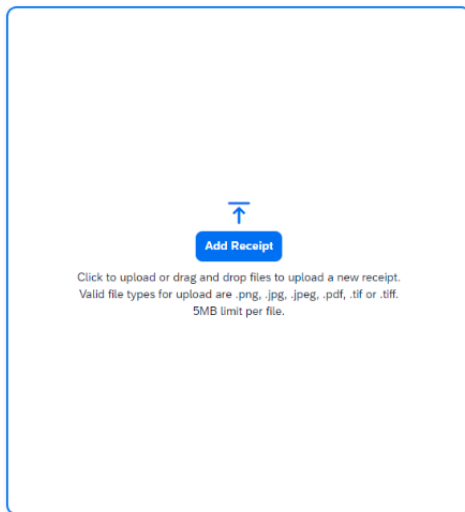 Add Receipt
Click to upload or drag and drop files to upload a new receipt.
Valid file types for upload are .png, .jpg, .jpeg, .pdf, .tif or .tiff.
5MB limit per file.